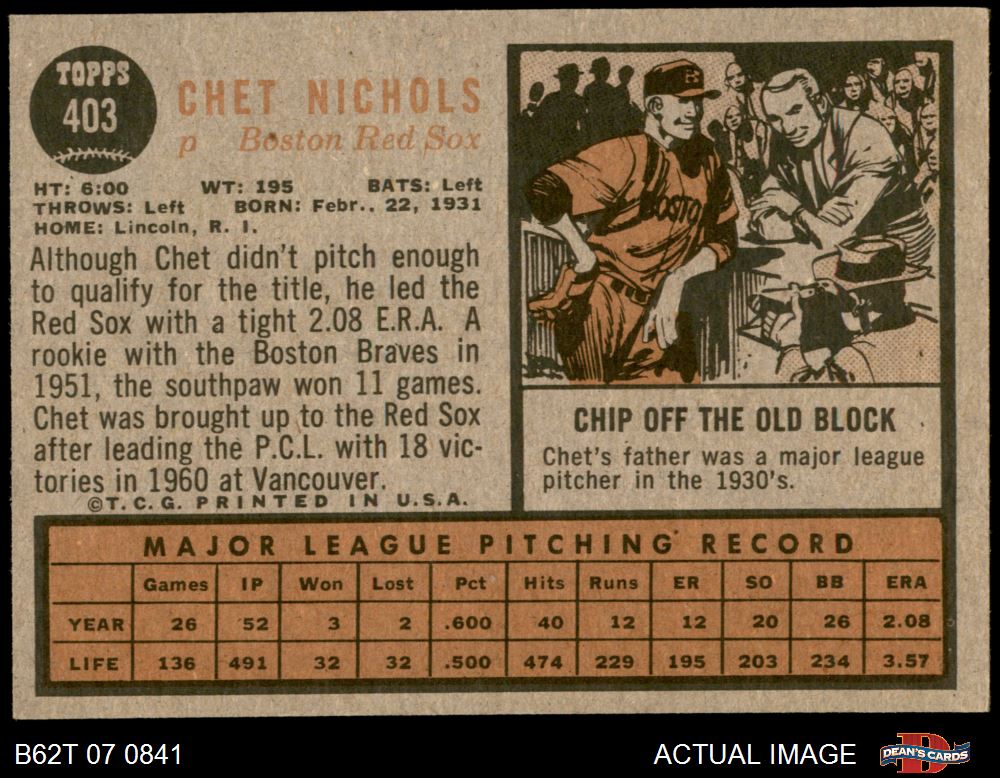 TOPPS
403
CHET NICHOLS
p Boston Red Sox
HT: 6:00 WT: 195 BATS: Left
THROWS: Left BORN: Febr.. 22, 1931
HOME: Lincoln, R. I.
Although Chet didn't pitch enough
to qualify for the title, he led the
Red Sox with a tight 2.08 E.R.A. A
rookie with the Boston Braves in
1951, the southpaw won 11 games.
Chet was brought up to the Red Sox
after leading the P.C.L. with 18 vic-
tories in 1960 at Vancouver.
©T. C. G. PRINTED IN U.S.A.
B
BOSTO
CHIP OFF THE OLD BLOCK
Chet's father was a major league
pitcher in the 1930's.
MAJOR LEAGUE PITCHING RECORD
Games IP Won Lost Pct Hits Runs ER SO BB ERA
YEAR 26 52 3 2 .600 40 12 12 20 26 2.08
LIFE 136 491 32 32 .500 474 229 195 203 234 3.57
B62T 07 0841
ACTUAL IMAGE
DEAN'S CARDS